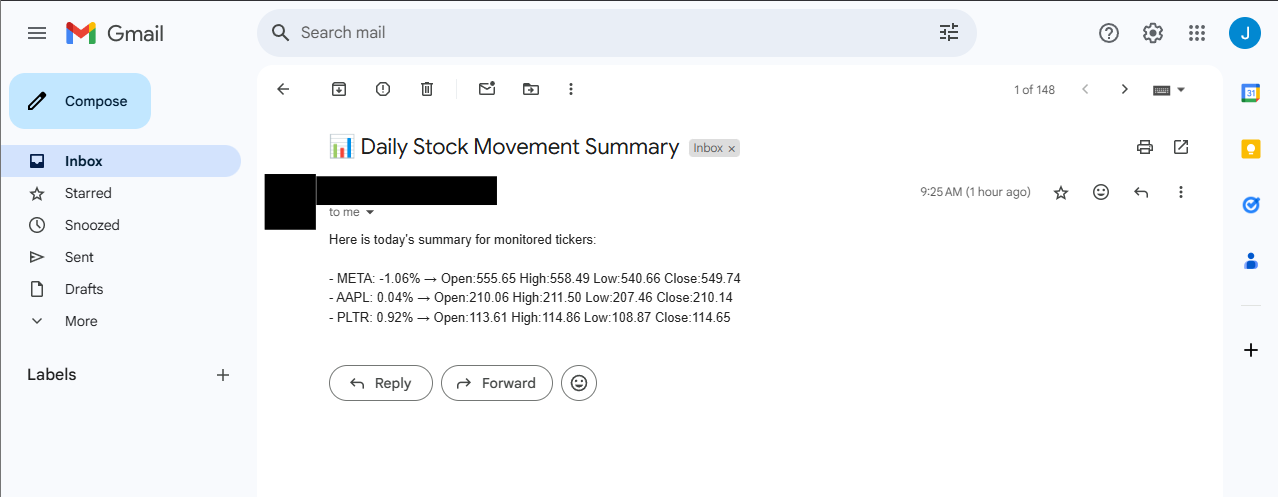 Gmail
Search mail
J
Compose
1 of 148
31
Inbox
📊 Daily Stock Movement Summary Inbox ×
Starred
9:25 AM (1 hour ago)
Snoozed
to me
Here is today's summary for monitored tickers:
Sent
- META: -1.06% → Open:555.65 High:558.49 Low:540.66 Close:549.74
Drafts
- AAPL: 0.04% → Open:210.06 High:211.50 Low:207.46 Close:210.14
More
- PLTR: 0.92% → Open:113.61 High:114.86 Low:108.87 Close:114.65
Labels
Reply Forward